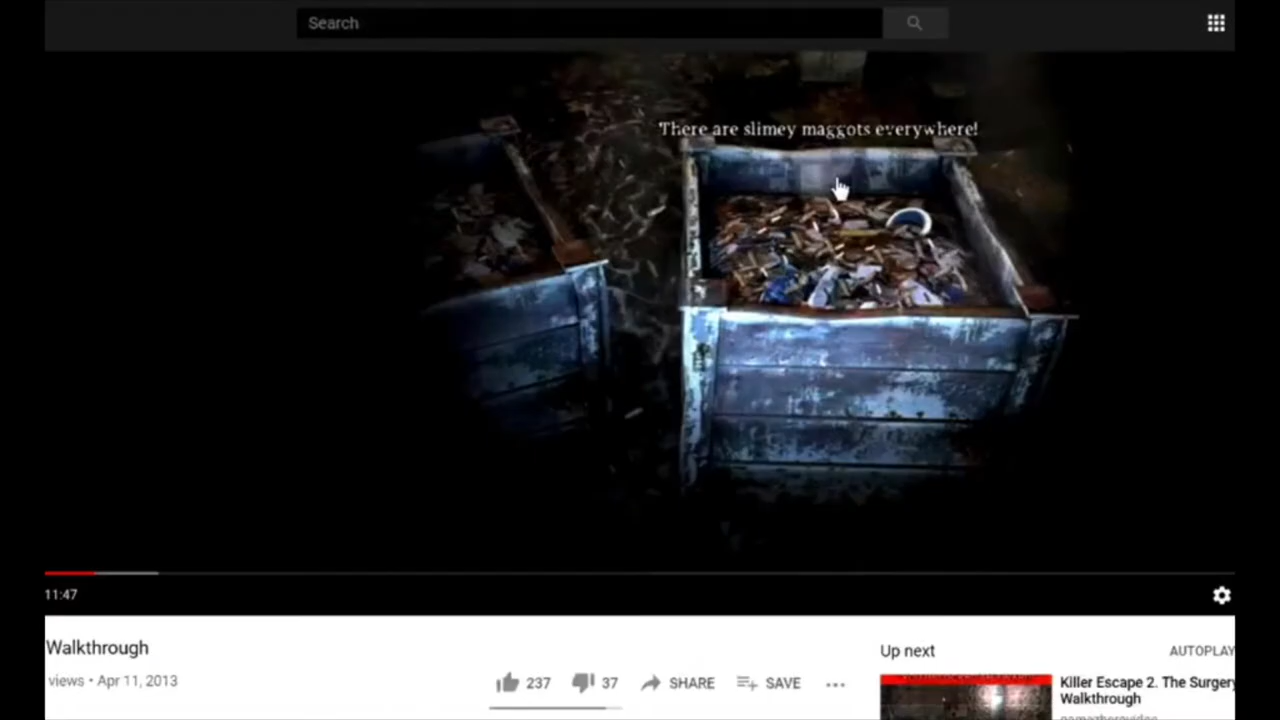 Search
There are slimey maggots everywhere!
11:47
Walkthrough
views • Apr 11, 2013
237
37
SHARE
SAVE
Up next
AUTOPLAY
Killer Escape 2. The Surgery
Walkthrough